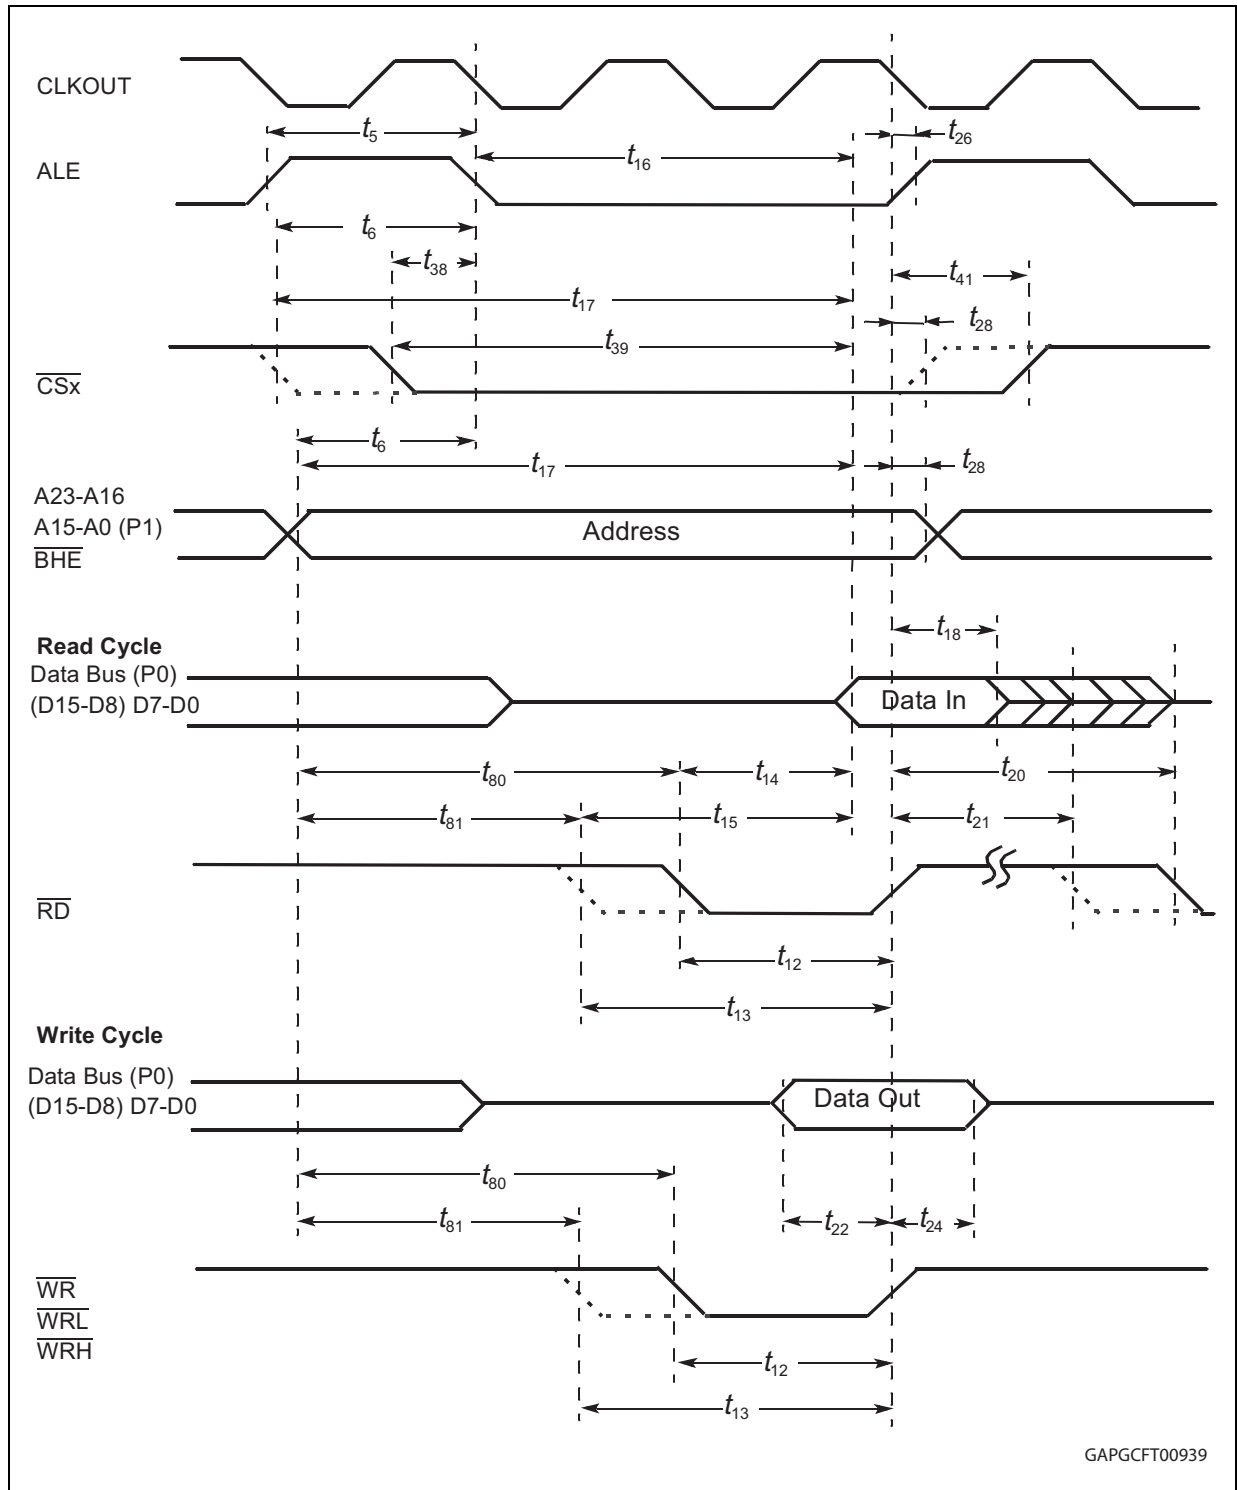 CLKOUT
t5
t26
t16
ALE
t6
t38
t41
t17
t28
t39
CSx
t6
t17
t28
A23-A16
A15-A0 (P1)
BHE
Address
t18
Read Cycle
Data Bus (P0)
(D15-D8) D7-D0
Data In
t80
t14
t20
t81
t15
t21
RD
t12
t13
Write Cycle
Data Bus (P0)
(D15-D8) D7-D0
Data Out
t80
t81
t22
t24
WR
WRL
WRH
t12
t13
GAPGCFT00939